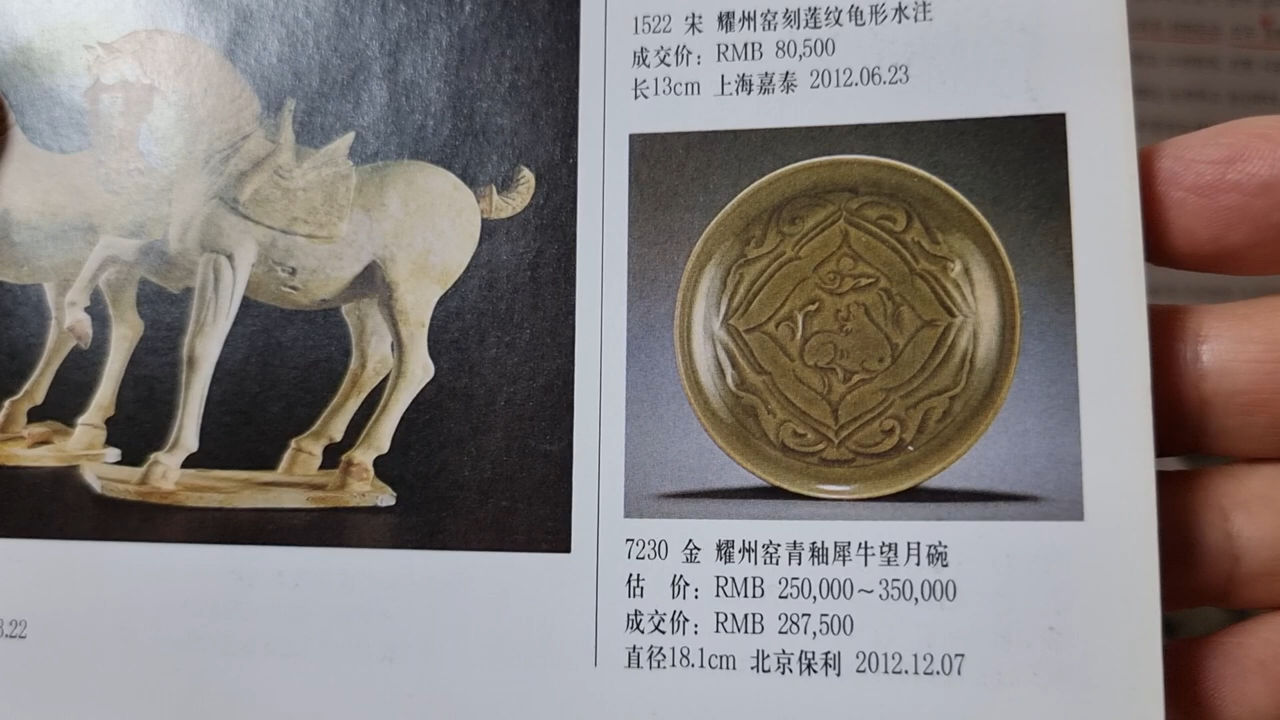 1522 宋 耀州窑刻莲纹龟形水注
成交价：RMB 80,500
长13cm 上海嘉泰 2012.06.23
7230 金 耀州窑青釉犀牛望月碗
估 价：RMB 250,000～350,000
成交价：RMB 287,500
直径18.1cm 北京保利 2012.12.07
3.22